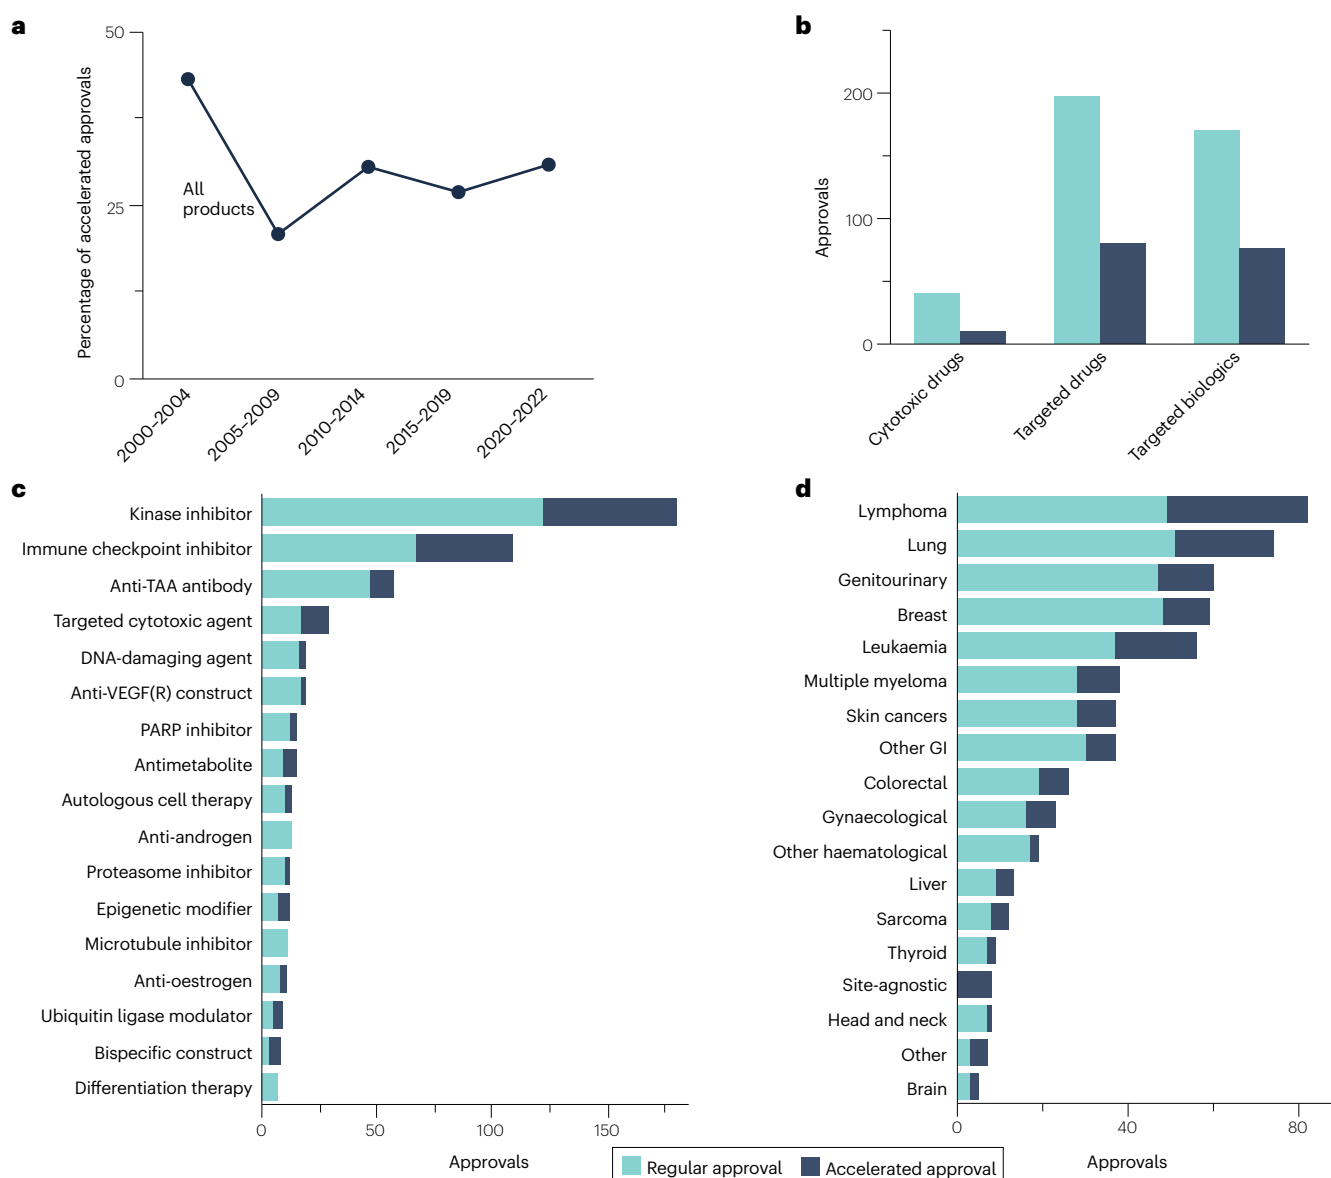 a
50
25
0
Percentage of accelerated approvals
All
products
2000–2004
2005–2009
2010–2014
2015–2019
2020–2022
b
200
100
0
Approvals
Cytotoxic drugs
Targeted drugs
Targeted biologics
c
Kinase inhibitor
Immune checkpoint inhibitor
Anti-TAA antibody
Targeted cytotoxic agent
DNA-damaging agent
Anti-VEGF(R) construct
PARP inhibitor
Antimetabolite
Autologous cell therapy
Anti-androgen
Proteasome inhibitor
Epigenetic modifier
Microtubule inhibitor
Anti-oestrogen
Ubiquitin ligase modulator
Bispecific construct
Differentiation therapy
0 50 100 150
Approvals
d
Lymphoma
Lung
Genitourinary
Breast
Leukaemia
Multiple myeloma
Skin cancers
Other GI
Colorectal
Gynaecological
Other haematological
Liver
Sarcoma
Thyroid
Site-agnostic
Head and neck
Other
Brain
0 40 80
Approvals
Regular approval Accelerated approval